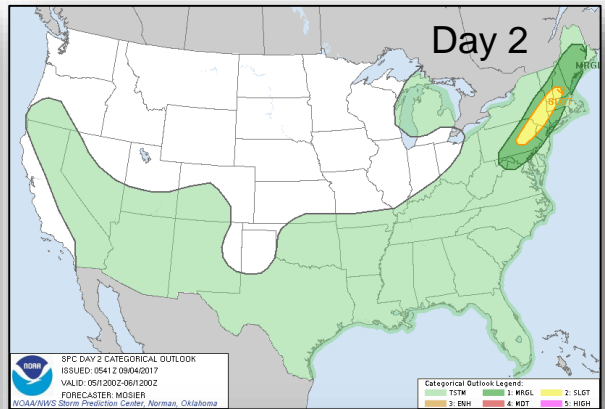 Day 2
MRGL
SLGT
NOAA
SPC DAY 2 CATEGORICAL OUTLOOK
ISSUED: 0541Z 09/04/2017
VALID: 05/1200Z-06/1200Z
FORECASTER: MOSIER
NOAA/NWS Storm Prediction Center, Norman, Oklahoma
Categorical Outlook Legend:
TSTM 1: MRGL 2: SLGT
3: ENH 4: MDT 5: HIGH